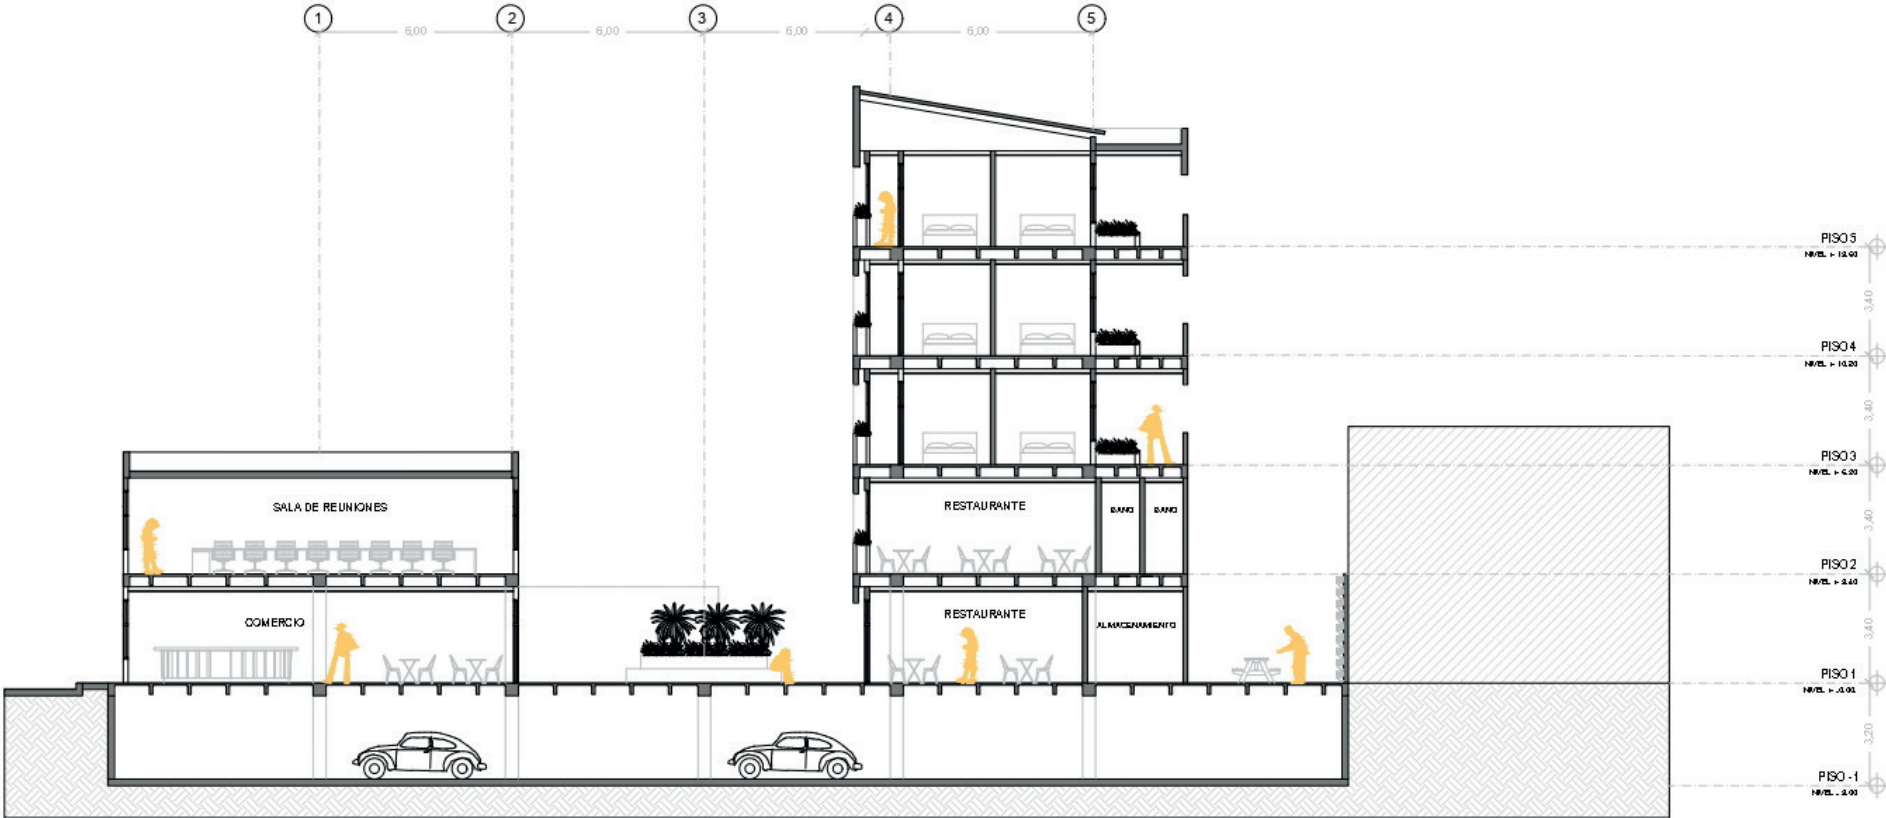 1 2 3 4 5
6,00 6,00 6,00 6,00
PISO 5
3,40
PISO 4
3,40
PISO 3
SALA DE REUNIONES
RESTAURANTE BAÑO BAÑO
3,40
PISO 2
COMERCIO
RESTAURANTE
ALMACENAMIENTO
3,40
PISO 1
3,20
PISO -1